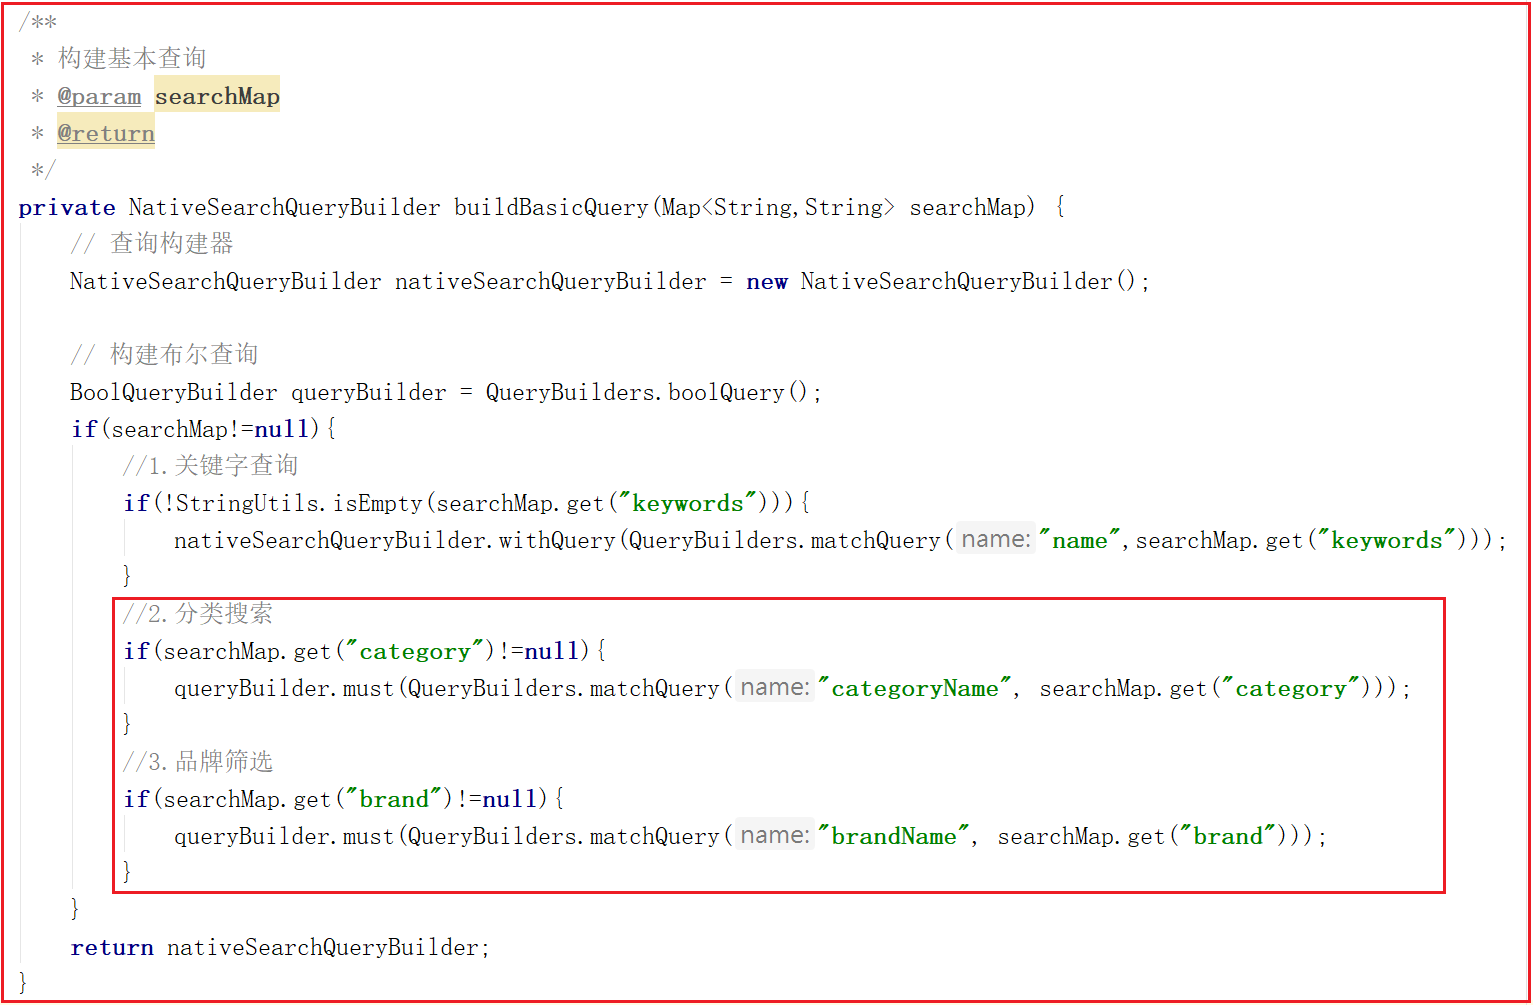 /**
 * 构建基本查询
 * @param searchMap
 * @return
 */
private NativeSearchQueryBuilder buildBasicQuery(Map<String,String> searchMap) {
    // 查询构建器
    NativeSearchQueryBuilder nativeSearchQueryBuilder = new NativeSearchQueryBuilder();
    // 构建布尔查询
    BoolQueryBuilder queryBuilder = QueryBuilders.boolQuery();
    if(searchMap!=null){
        //1.关键字查询
        if(!StringUtils.isEmpty(searchMap.get("keywords"))){
            nativeSearchQueryBuilder.withQuery(QueryBuilders.matchQuery( name: "name",searchMap.get("keywords")));
        }
        //2.分类搜索
        if(searchMap.get("category")!=null){
            queryBuilder.must(QueryBuilders.matchQuery( name: "categoryName", searchMap.get("category")));
        }
        //3.品牌筛选
        if(searchMap.get("brand")!=null){
            queryBuilder.must(QueryBuilders.matchQuery( name: "brandName", searchMap.get("brand")));
        }
    }
    return nativeSearchQueryBuilder;
}